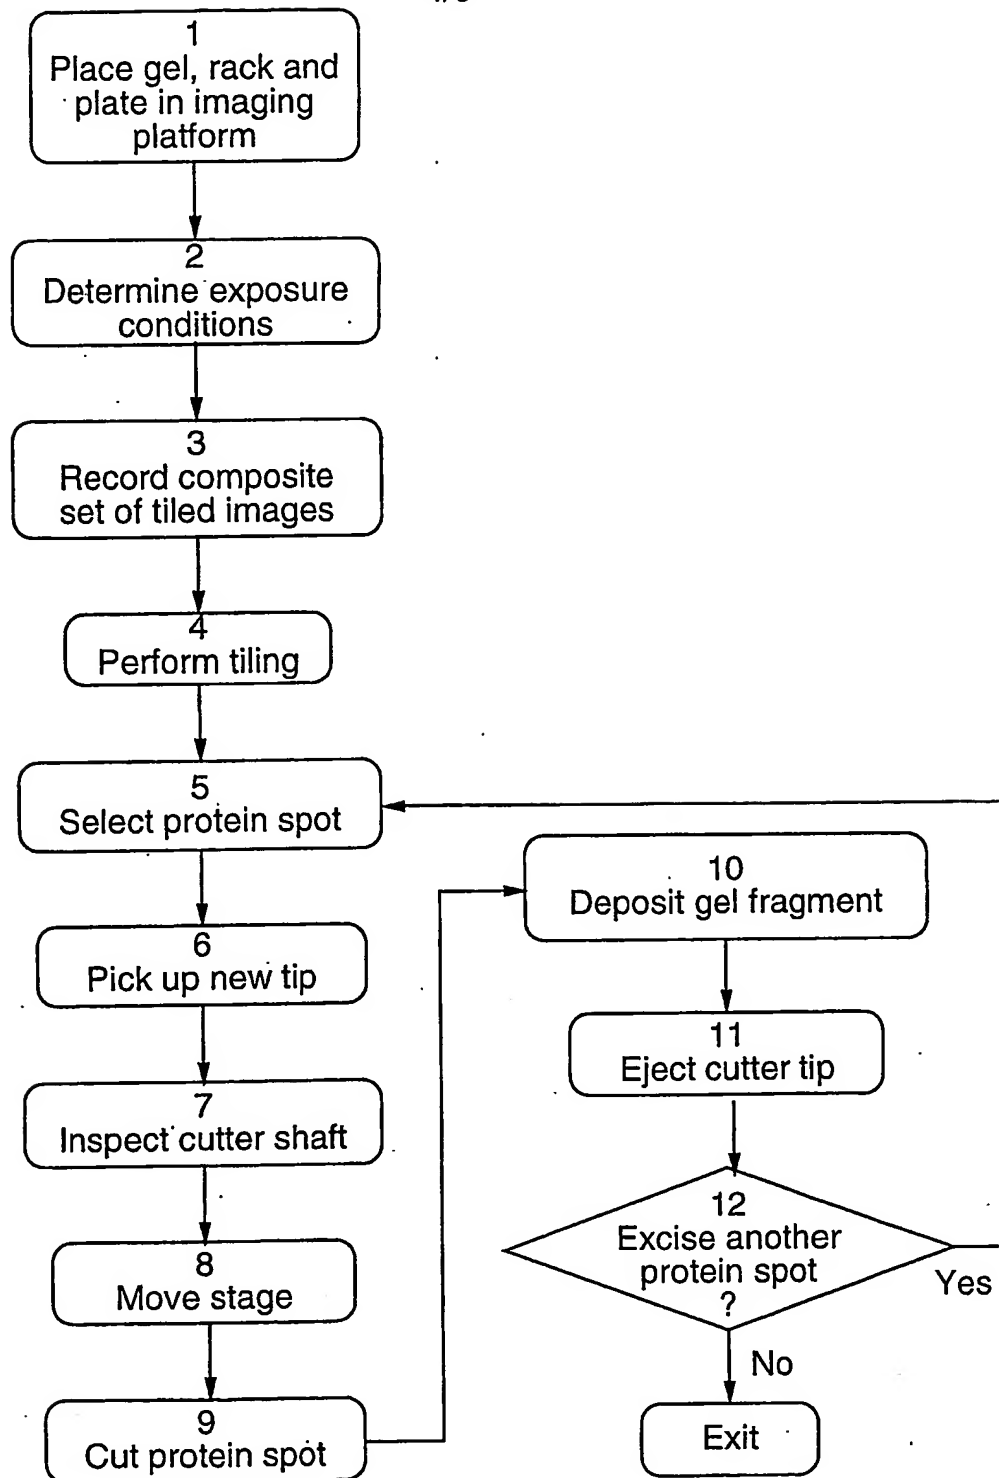 1
Place gel, rack and
plate in imaging
platform
2
Determine exposure
conditions
3
Record composite
set of tiled images
4
Perform tiling
5
Select protein spot
6
Pick up new tip
7
Inspect cutter shaft
8
Move stage
9
Cut protein spot
10
Deposit gel fragment
11
Eject cutter tip
12
Excise another
protein spot
?
Yes
No
Exit